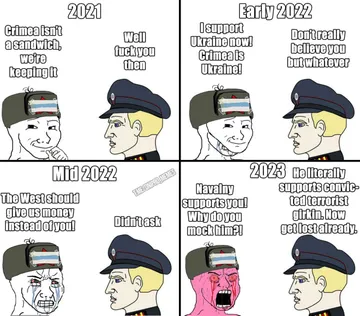 2021
Crimea isn't
a sandwich,
we're
keeping it
Well
fuck you
then
Early 2022
I support
Ukraine now!
Crimea is
Ukraine!
Don't really
believe you
but whatever
Mid 2022
The West should
give us money
instead of you!
Didn't ask
2023
Navalny
supports you!
Why do you
mock him?!
He literally
supports convic-
ted terrorist
girkin. Now
get lost already.